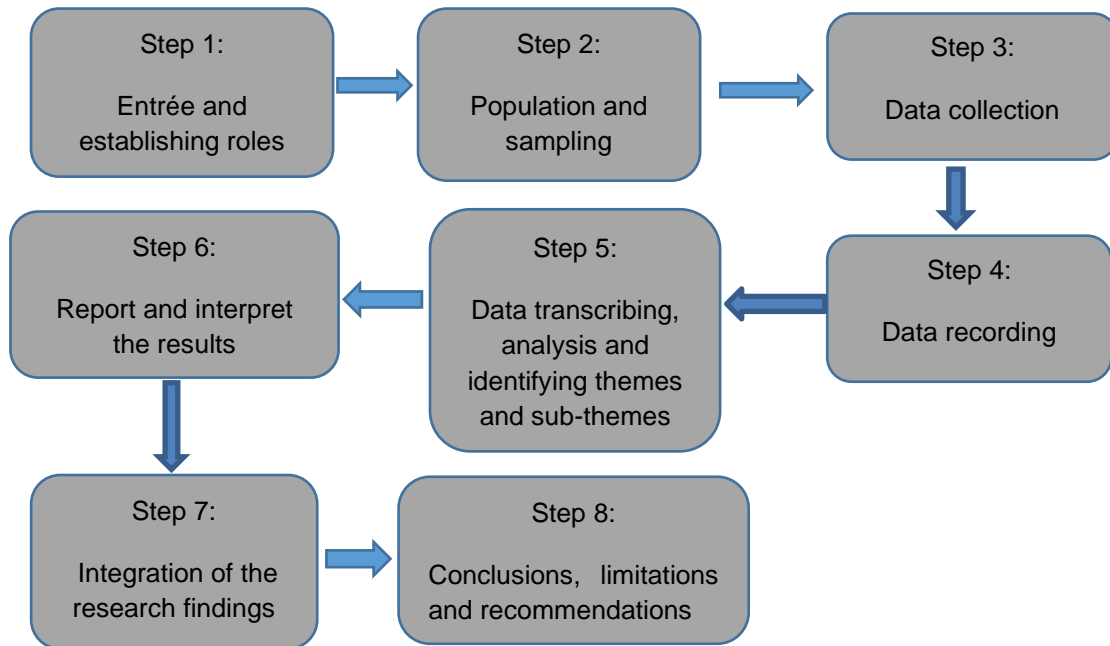 Step 1:
Entrée and
establishing roles
Step 2:
Population and
sampling
Step 3:
Data collection
Step 4:
Data recording
Step 5:
Data transcribing,
analysis and
identifying themes
and sub-themes
Step 6:
Report and interpret
the results
Step 7:
Integration of the
research findings
Step 8:
Conclusions, limitations
and recommendations